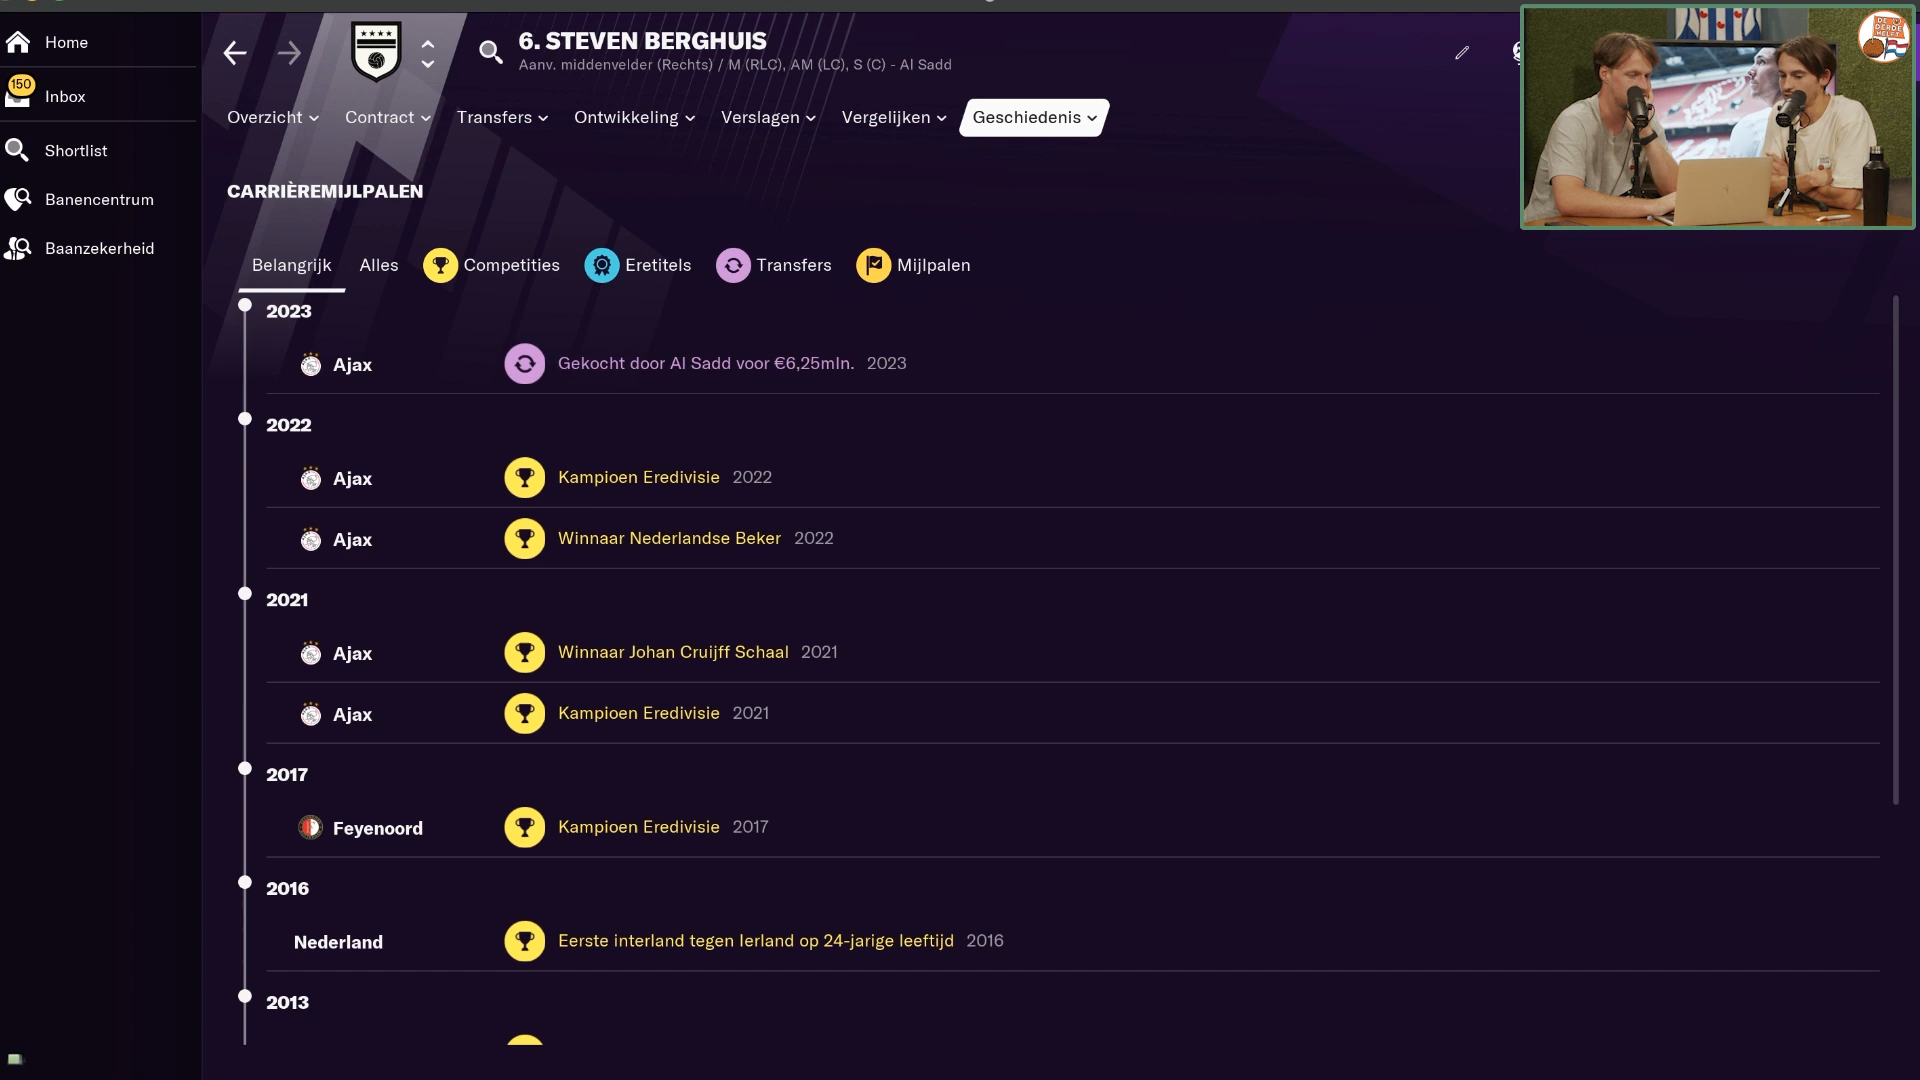 Home
150
Inbox
Shortlist
Banencentrum
Baanzekerheid
6. STEVEN BERGHUIS
Aanv. middenvelder (Rechts) / M (RLC), AM (LC), S (C) - Al Sadd
Overzicht
Contract
Transfers
Ontwikkeling
Verslagen
Vergelijken
Geschiedenis
DE DERDE HELFT
CARRIÈREMIJLPALEN
Belangrijk
Alles
Competities
Eretitels
Transfers
Mijlpalen
2023
Ajax
Gekocht door Al Sadd voor €6,25mln. 2023
2022
Ajax
Kampioen Eredivisie 2022
Ajax
Winnaar Nederlandse Beker 2022
2021
Ajax
Winnaar Johan Cruijff Schaal 2021
Ajax
Kampioen Eredivisie 2021
2017
Feyenoord
Kampioen Eredivisie 2017
2016
Nederland
Eerste interland tegen Ierland op 24-jarige leeftijd 2016
2013